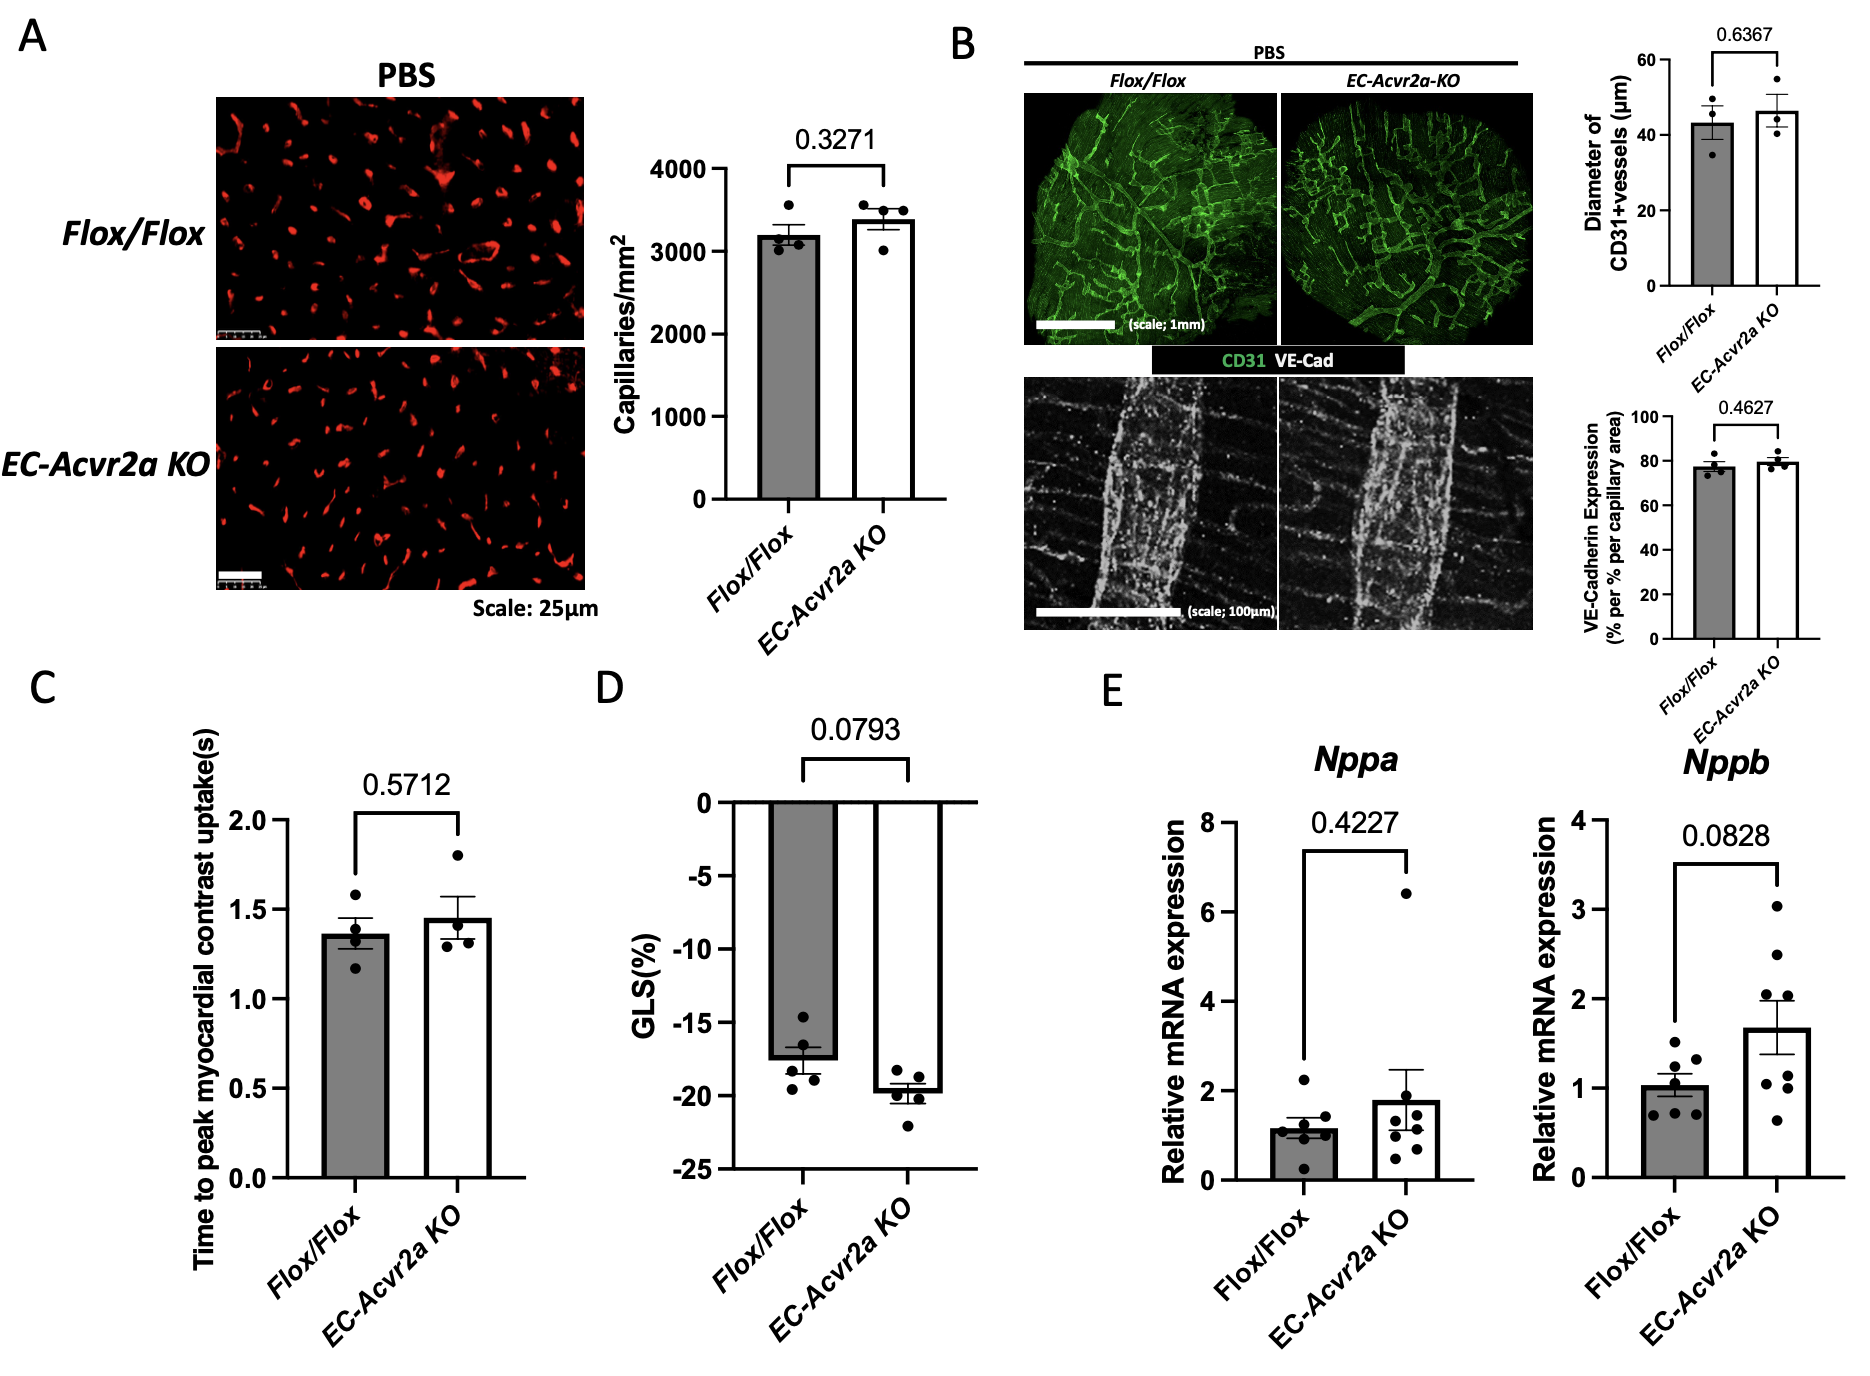 A
PBS
Flox/Flox
EC-Acvr2a KO
Scale: 25µm
0.3271
Capillaries/mm2
4000
3000
2000
1000
0
Flox/Flox
EC-Acvr2a KO
B
PBS
Flox/Flox
EC-Acvr2a-KO
(scale; 1mm)
CD31 VE-Cad
(scale; 100µm)
0.6367
Diameter of
CD31+vessels (µm)
60
40
20
0
Flox/Flox
EC-Acvr2a KO
0.4627
VE-Cadherin Expression
(% per % capillary area)
100
80
60
40
20
0
Flox/Flox
EC-Acvr2a KO
C
0.5712
Time to peak myocardial contrast uptake(s)
2.0
1.5
1.0
0.5
0.0
Flox/Flox
EC-Acvr2a KO
D
0.0793
GLS(%)
0
-5
-10
-15
-20
-25
Flox/Flox
EC-Acvr2a KO
E
Nppa
0.4227
Relative mRNA expression
8
6
4
2
0
Flox/Flox
EC-Acvr2a KO
Nppb
0.0828
Relative mRNA expression
4
3
2
1
0
Flox/Flox
EC-Acvr2a KO